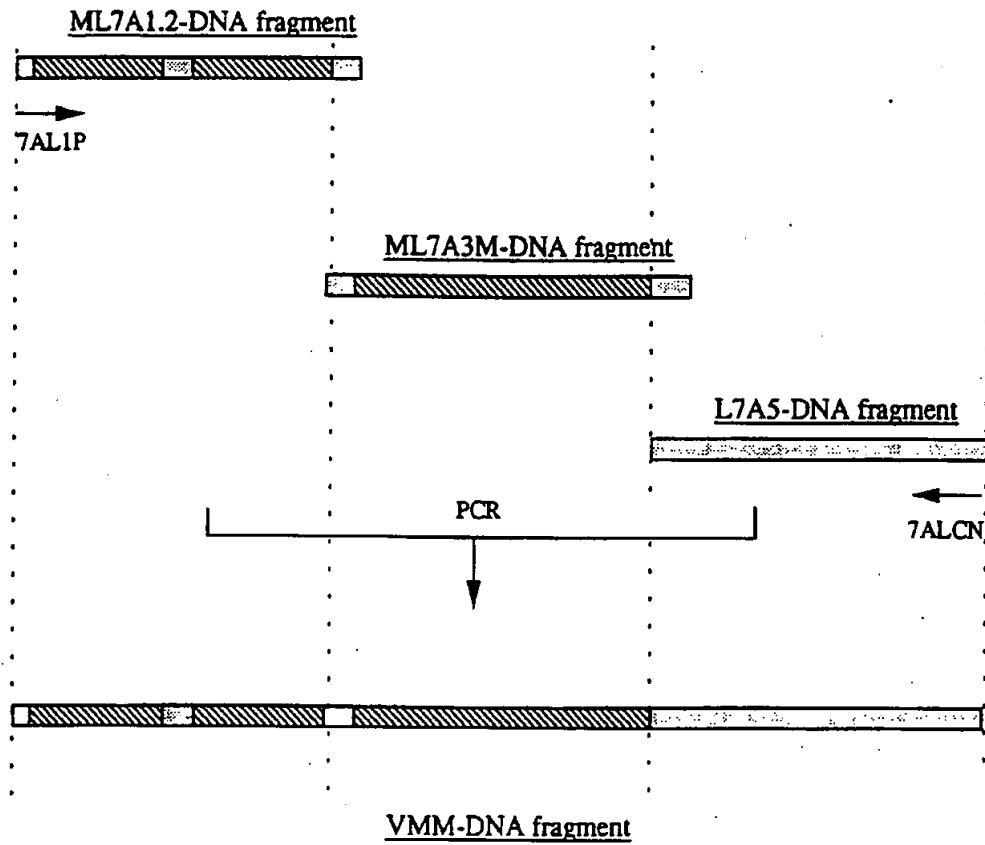 ML7A1.2-DNA fragment
7AL1P
ML7A3M-DNA fragment
L7A5-DNA fragment
PCR
7ALCN
VMM-DNA fragment